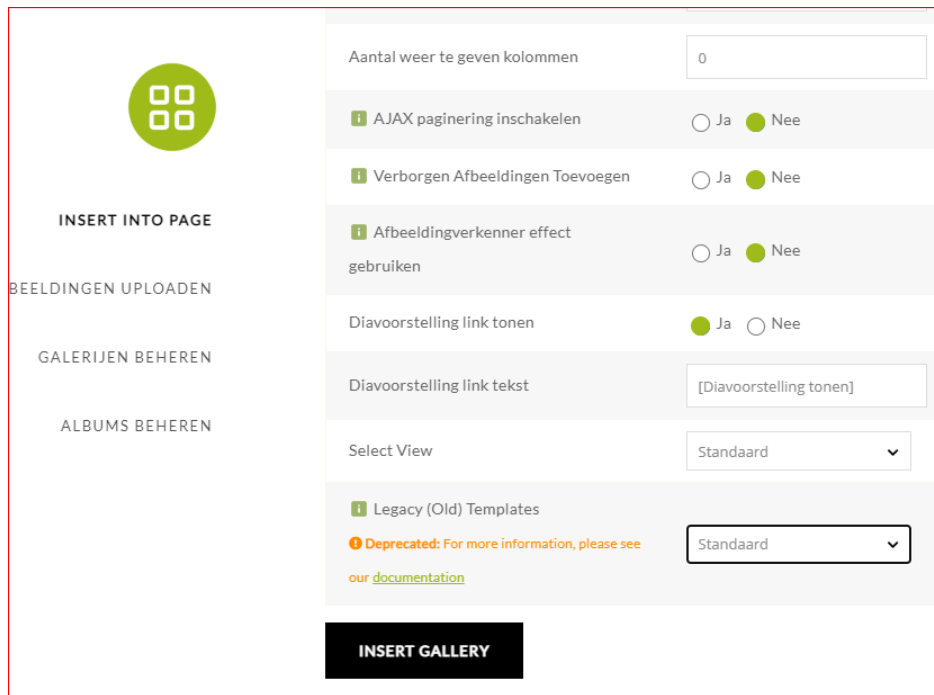 Aantal weer te geven kolommen
0
AJAX paginering inschakelen
Ja
Nee
Verborgen Afbeeldingen Toevoegen
Ja
Nee
INSERT INTO PAGE
Afbeeldingverkenner effect
gebruiken
Ja
Nee
BEELDINGEN UPLOADEN
Diavoorstelling link tonen
Ja
Nee
GALERIJEN BEHEREN
Diavoorstelling link tekst
[Diavoorstelling tonen]
ALBUMS BEHEREN
Select View
Standaard
Legacy (Old) Templates
Deprecated: For more information, please see
our documentation
Standaard
INSERT GALLERY